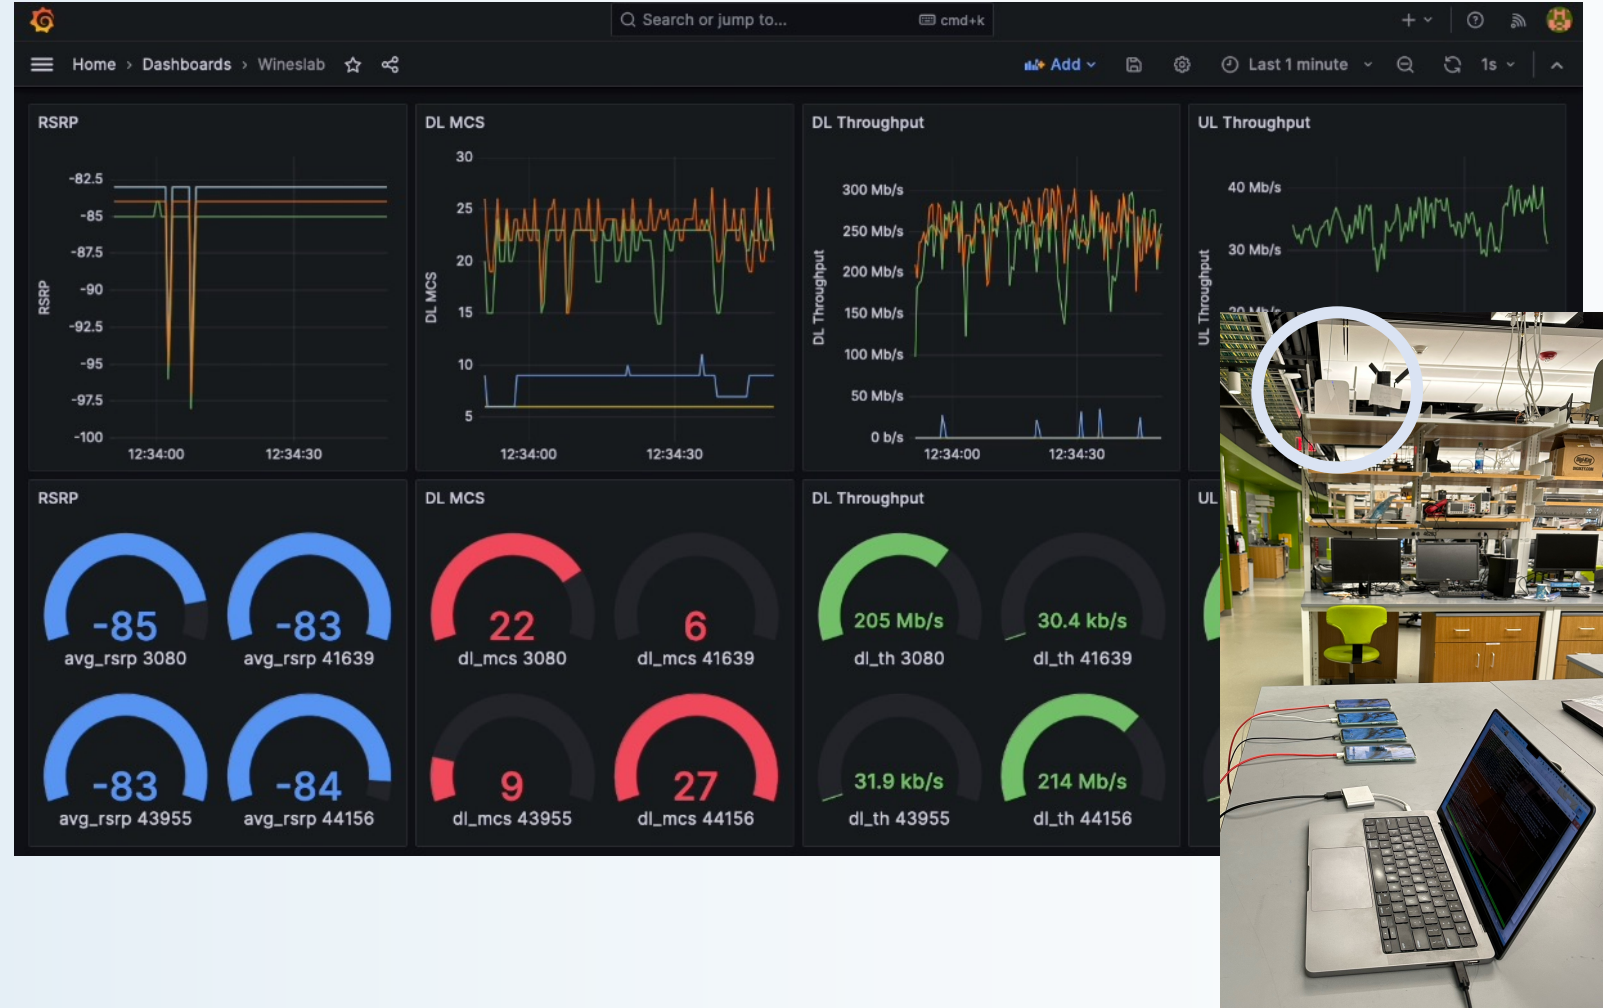 Search or jump to...
cmd+k
Home › Dashboards › Wineslab
Add
Last 1 minute
1s
RSRP
-82.5
-85
-87.5
-90
-92.5
-95
-97.5
-100
RSRP
12:34:00
12:34:30
DL MCS
30
25
20
15
10
5
DL MCS
12:34:00
12:34:30
DL Throughput
300 Mb/s
250 Mb/s
200 Mb/s
150 Mb/s
100 Mb/s
50 Mb/s
0 b/s
DL Throughput
12:34:00
12:34:30
UL Throughput
40 Mb/s
30 Mb/s
20 Mb/s
UL Throughput
RSRP
-85
avg_rsrp 3080
-83
avg_rsrp 41639
-83
avg_rsrp 43955
-84
avg_rsrp 44156
DL MCS
22
dl_mcs 3080
6
dl_mcs 41639
9
dl_mcs 43955
27
dl_mcs 44156
DL Throughput
205 Mb/s
dl_th 3080
30.4 kb/s
dl_th 41639
31.9 kb/s
dl_th 43955
214 Mb/s
dl_th 44156
UL